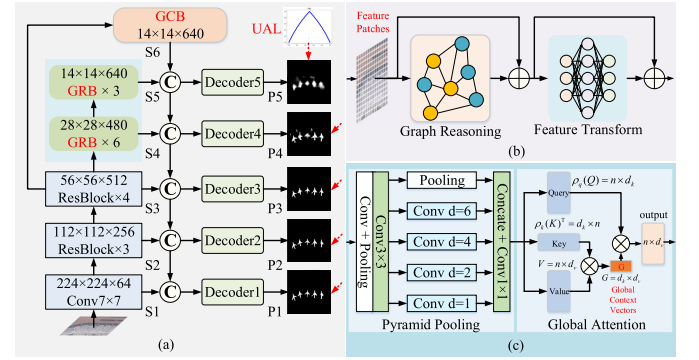 GCB
14×14×640
UAL
S6
14×14×640
GRB × 3
S5
C
Decoder5
P5
28×28×480
GRB × 6
S4
C
Decoder4
P4
56×56×512
ResBlock×4
S3
C
Decoder3
P3
112×112×256
ResBlock×3
S2
C
Decoder2
P2
224×224×64
Conv7×7
S1
C
Decoder1
P1
(a)
Feature
Patches
Graph Reasoning
Feature Transform
(b)
Conv + Pooling
Conv3×3
Pooling
Conv d=6
Conv d=4
Conv d=2
Conv d=1
Concate + Conv1×1
Pyramid Pooling
Query
ρq(Q) = n × dk
ρk(K)ᵀ = dk × n
Key
V = n × dv
Value
G
G = dk × dv
Global
Context
Vectors
output
n × dv
Global Attention
(c)